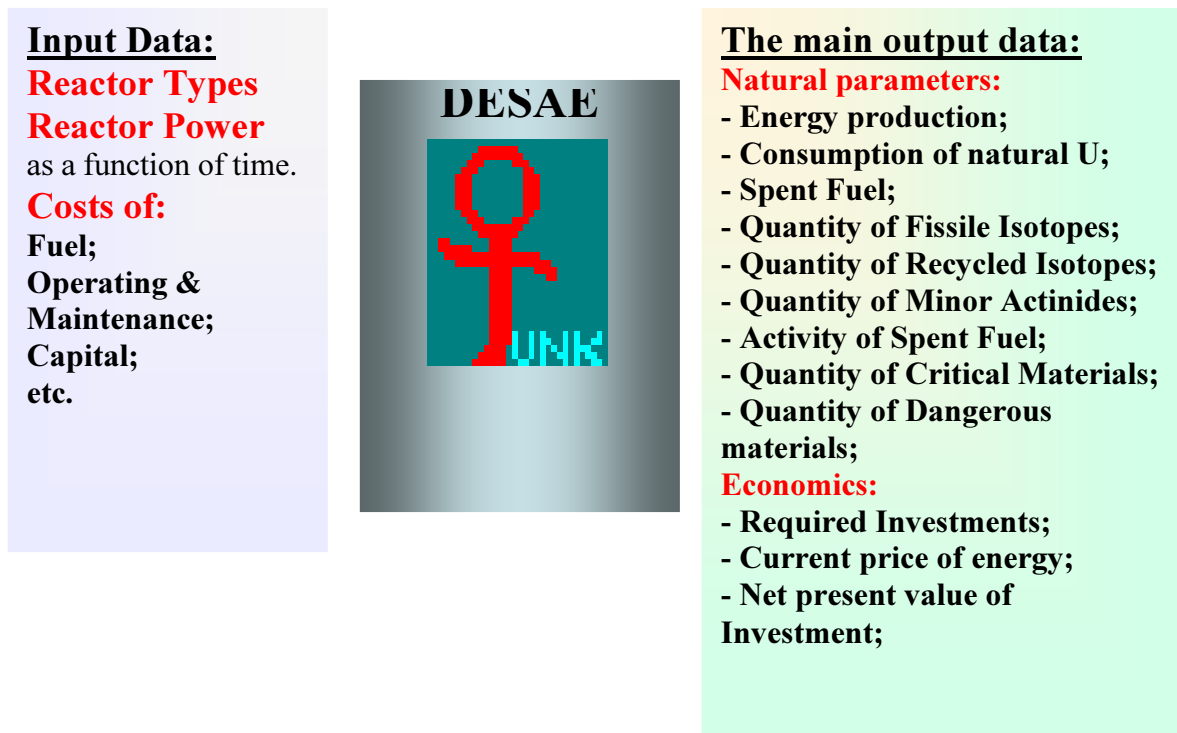 Input Data:
Reactor Types
Reactor Power
as a function of time.
Costs of:
Fuel;
Operating &
Maintenance;
Capital;
etc.
DESAE
UNK
The main output data:
Natural parameters:
- Energy production;
- Consumption of natural U;
- Spent Fuel;
- Quantity of Fissile Isotopes;
- Quantity of Recycled Isotopes;
- Quantity of Minor Actinides;
- Activity of Spent Fuel;
- Quantity of Critical Materials;
- Quantity of Dangerous
materials;
Economics:
- Required Investments;
- Current price of energy;
- Net present value of
Investment;